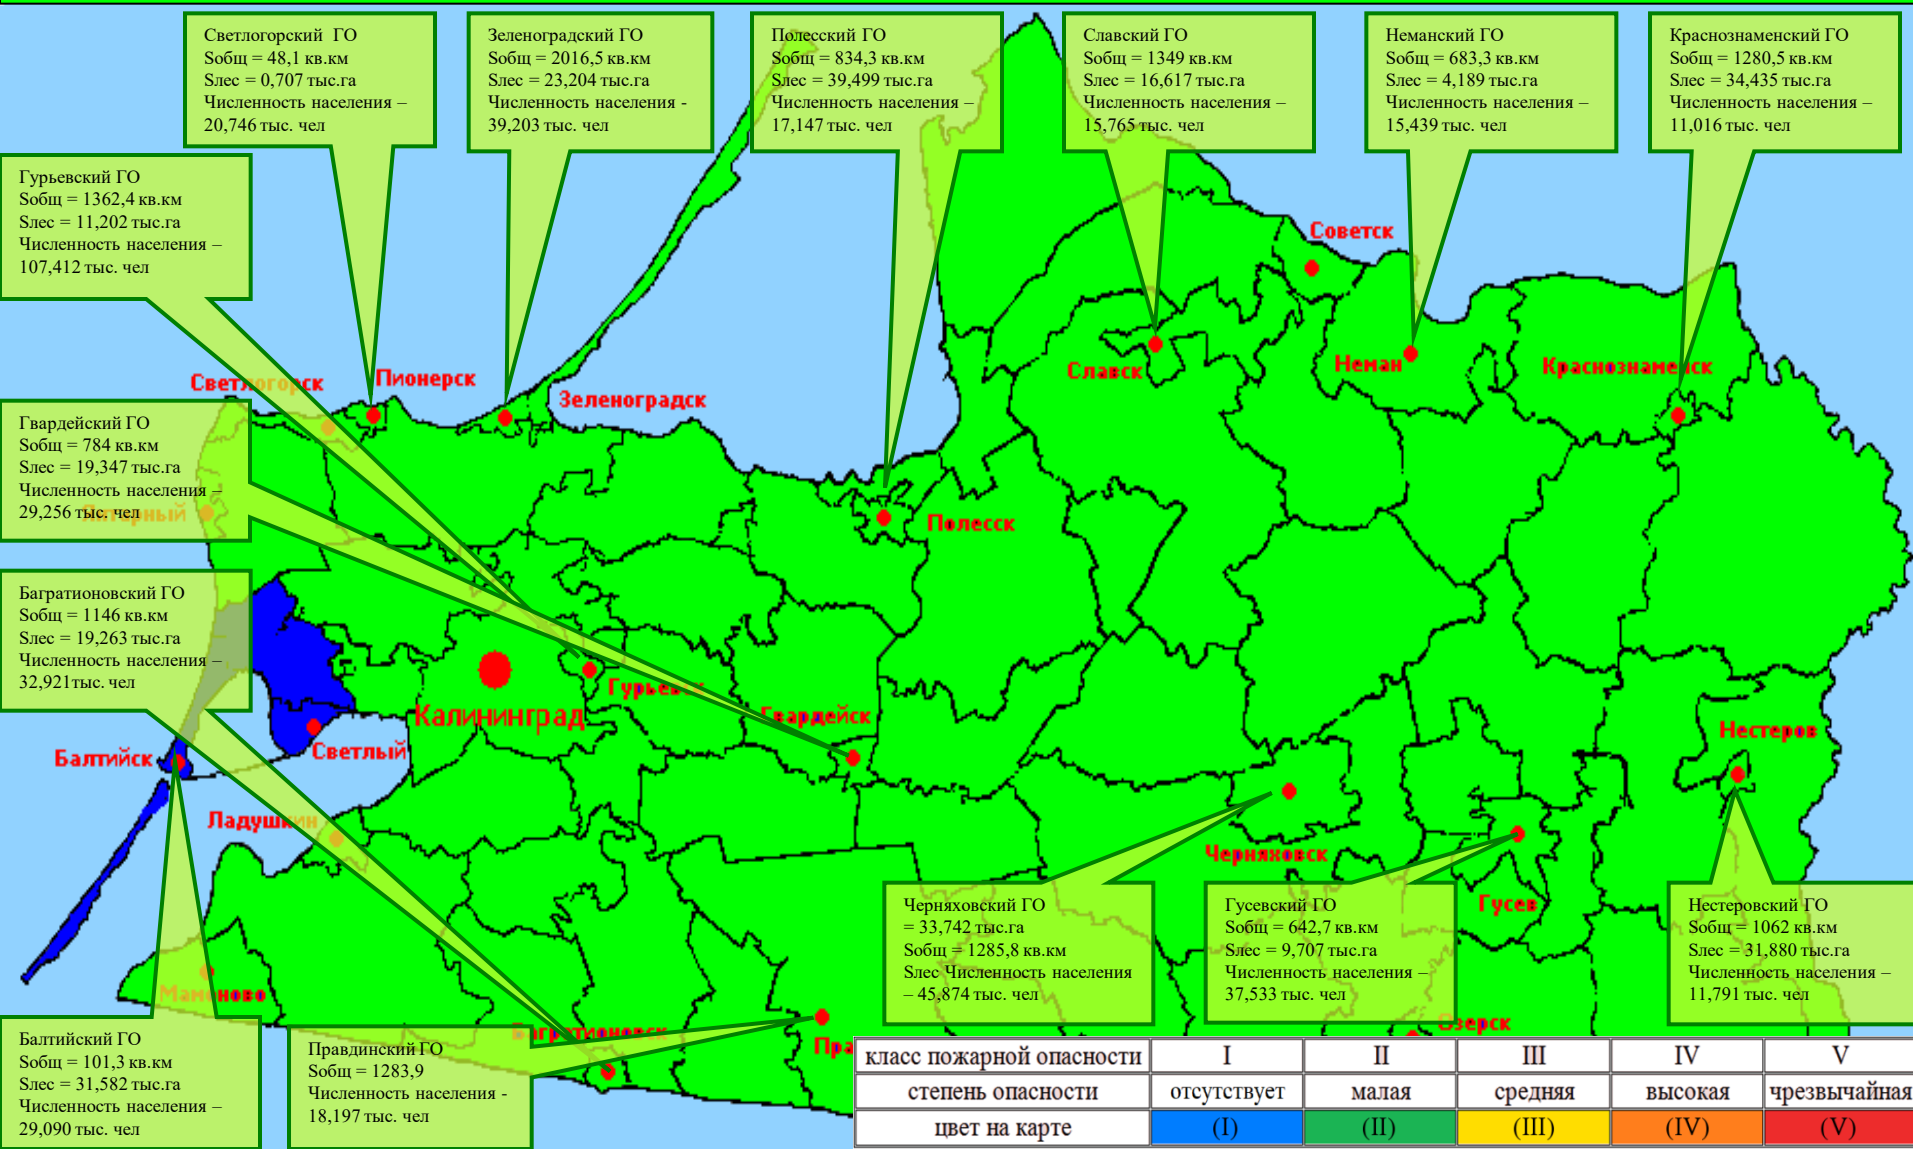 Светлогорский ГО
Sобщ = 48,1 кв.км
Sлес = 0,707 тыс.га
Численность населения –
20,746 тыс. чел
Зеленоградский ГО
Sобщ = 2016,5 кв.км
Sлес = 23,204 тыс.га
Численность населения -
39,203 тыс. чел
Полесский ГО
Sобщ = 834,3 кв.км
Sлес = 39,499 тыс.га
Численность населения –
17,147 тыс. чел
Славский ГО
Sобщ = 1349 кв.км
Sлес = 16,617 тыс.га
Численность населения –
15,765 тыс. чел
Неманский ГО
Sобщ = 683,3 кв.км
Sлес = 4,189 тыс.га
Численность населения –
15,439 тыс. чел
Краснознаменский ГО
Sобщ = 1280,5 кв.км
Sлес = 34,435 тыс.га
Численность населения –
11,016 тыс. чел
Гурьевский ГО
Sобщ = 1362,4 кв.км
Sлес = 11,202 тыс.га
Численность населения –
107,412 тыс. чел
Советск
Славск
Неман
Краснознаменск
Светлогорск
Пионерск
Зеленоградск
Гвардейский ГО
Sобщ = 784 кв.км
Sлес = 19,347 тыс.га
Численность населения –
29,256 тыс. чел
Янтарный
Полесск
Багратионовский ГО
Sобщ = 1146 кв.км
Sлес = 19,263 тыс.га
Численность населения –
32,921тыс. чел
Гурьевск
Калининград
Гвардейск
Нестеров
Светлый
Балтийск
Ладушкин
Черняховск
Гусев
Черняховский ГО
= 33,742 тыс.га
Sобщ = 1285,8 кв.км
Sлес Численность населения
– 45,874 тыс. чел
Гусевский ГО
Sобщ = 642,7 кв.км
Sлес = 9,707 тыс.га
Численность населения –
37,533 тыс. чел
Нестеровский ГО
Sобщ = 1062 кв.км
Sлес = 31,880 тыс.га
Численность населения –
11,791 тыс. чел
Мамоново
Озерск
Багратионовск
Пра
Балтийский ГО
Sобщ = 101,3 кв.км
Sлес = 31,582 тыс.га
Численность населения –
29,090 тыс. чел
Правдинский ГО
Sобщ = 1283,9
Численность населения -
18,197 тыс. чел
класс пожарной опасности I II III IV V
степень опасности отсутствует малая средняя высокая чрезвычайная
цвет на карте (I) (II) (III) (IV) (V)